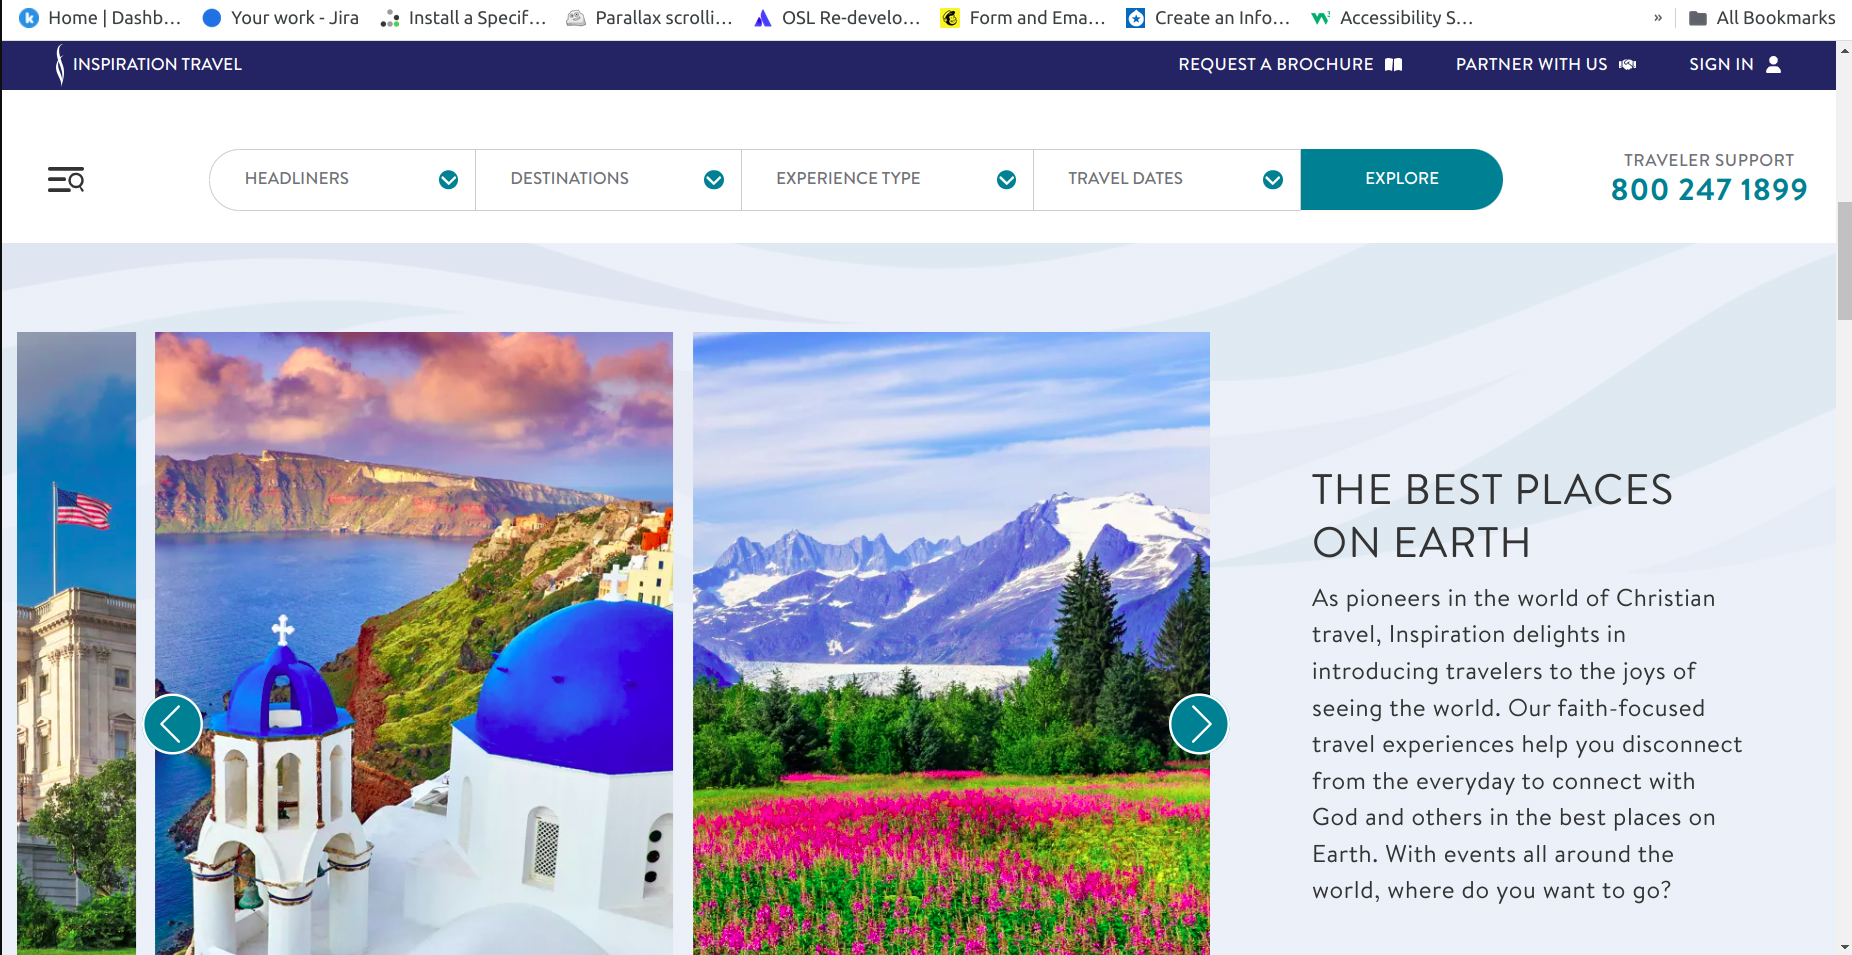 Home | Dashb... Your work - Jira Install a Specif... Parallax scrolli... OSL Re-develo... Form and Ema... Create an Info... Accessibility S... » All Bookmarks
INSPIRATION TRAVEL REQUEST A BROCHURE PARTNER WITH US SIGN IN
HEADLINERS DESTINATIONS EXPERIENCE TYPE TRAVEL DATES EXPLORE
TRAVELER SUPPORT
800 247 1899
THE BEST PLACES
ON EARTH
As pioneers in the world of Christian
travel, Inspiration delights in
introducing travelers to the joys of
seeing the world. Our faith-focused
travel experiences help you disconnect
from the everyday to connect with
God and others in the best places on
Earth. With events all around the
world, where do you want to go?